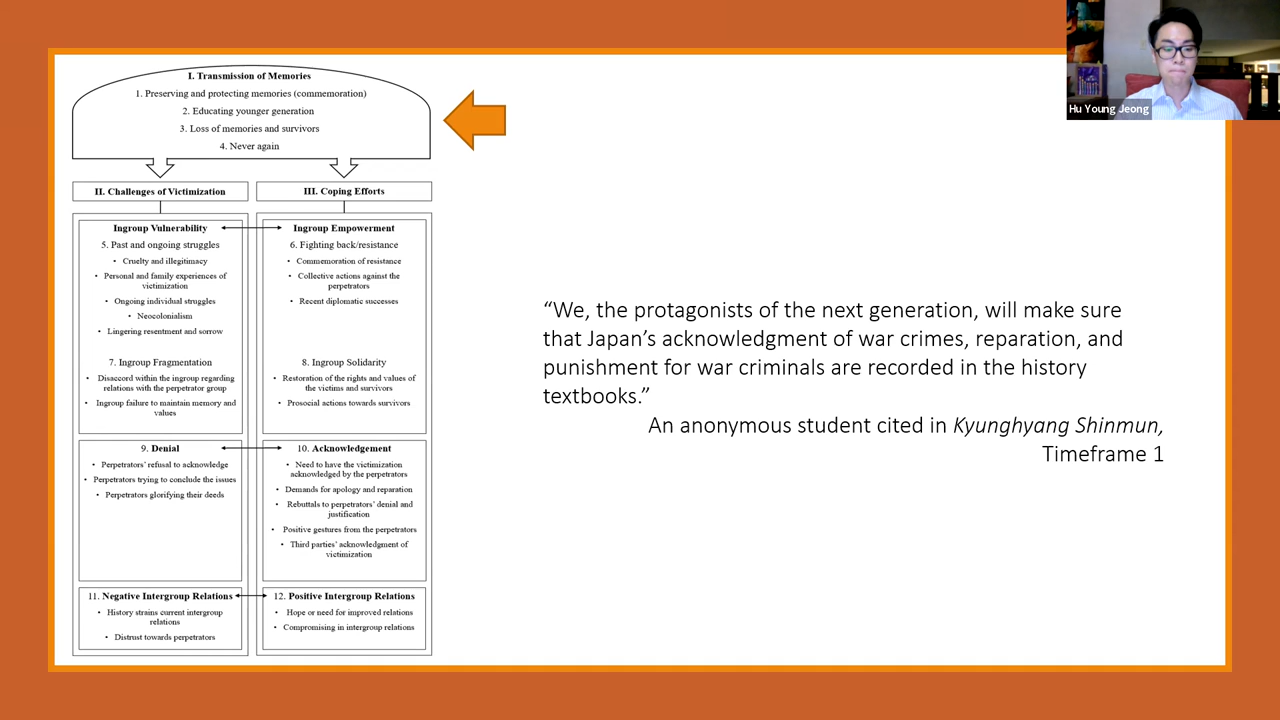 I. Transmission of Memories
1. Preserving and protecting memories (commemoration)
2. Educating younger generation
3. Loss of memories and survivors
4. Never again
II. Challenges of Victimization
Ingroup Vulnerability
5. Past and ongoing struggles
• Cruelty and illegitimacy
• Personal and family experiences of
victimization
• Ongoing individual struggles
• Neocolonialism
• Lingering resentment and sorrow
7. Ingroup Fragmentation
• Disaccord within the ingroup regarding
relations with the perpetrator group
• Ingroup failure to maintain memory and
values
9. Denial
• Perpetrators' refusal to acknowledge
• Perpetrators trying to conclude the issues
• Perpetrators glorifying their deeds
11. Negative Intergroup Relations
• History strains current intergroup
relations
• Distrust towards perpetrators
III. Coping Efforts
Ingroup Empowerment
6. Fighting back/resistance
• Commemoration of resistance
• Collective actions against the
perpetrators
• Recent diplomatic successes
8. Ingroup Solidarity
• Restoration of the rights and values of
the victims and survivors
• Prosocial actions towards survivors
10. Acknowledgement
• Need to have the victimization
acknowledged by the perpetrators
• Demands for apology and reparation
• Rebuttals to perpetrators' denial and
justification
• Positive gestures from the perpetrators
• Third parties' acknowledgment of
victimization
12. Positive Intergroup Relations
• Hope or need for improved relations
• Compromising in intergroup relations
“We, the protagonists of the next generation, will make sure
that Japan’s acknowledgment of war crimes, reparation, and
punishment for war criminals are recorded in the history
textbooks.”
An anonymous student cited in Kyunghyang Shinmun,
Timeframe 1
Hu Young Jeong